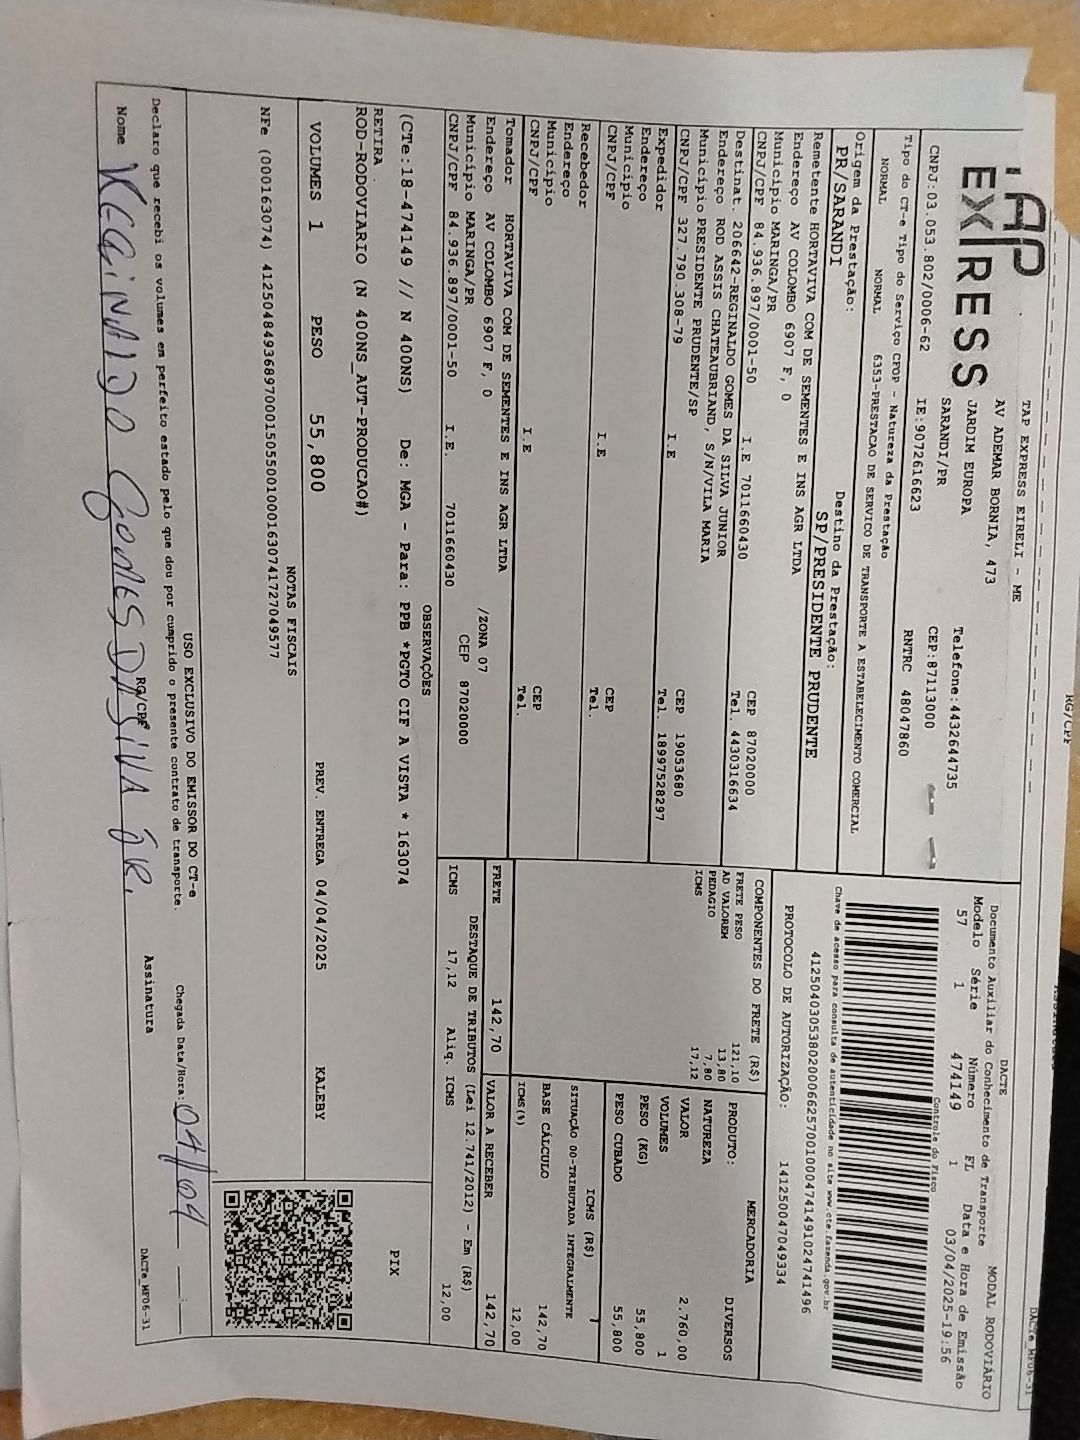 RG/CPF
DACTe_MF06-31
.AP
EXPRESS
TAP EXPRESS EIRELI - ME
AV ADEMAR BORNIA, 473
JARDIM EUROPA
SARANDI/PR
Telefone:4432644735
CEP:87113000
CNPJ:03.053.802/0006-62
IE:9072616623
RNTRC 48047860
DACTE
Documento Auxiliar do Conhecimento de Transporte
MODAL RODOVIÁRIO
Modelo Série Número FL Data e Hora de Emissão
57 1 474149 1 03/04/2025-19:56
Controle do Fisco
Chave de acesso para consulta de autenticidade no site www.cte.fazenda.gov.br
41250403053802000662570010004741491024741496
PROTOCOLO DE AUTORIZAÇÃO: 141250047049334
Tipo do CT-e Tipo do Serviço CFOP - Natureza da Prestação
NORMAL NORMAL 6353-PRESTACAO DE SERVICO DE TRANSPORTE A ESTABELECIMENTO COMERCIAL
Origem da Prestação: Destino da Prestação:
PR/SARANDI SP/PRESIDENTE PRUDENTE
Remetente HORTAVIVA COM DE SEMENTES E INS AGR LTDA
Endereço AV COLOMBO 6907 F, 0
Município MARINGA/PR CEP 87020000
CNPJ/CPF 84.936.897/0001-50 I.E 7011660430 Tel. 4430316634
Destinat. 206642-REGINALDO GOMES DA SILVA JUNIOR
Endereço ROD ASSIS CHATEAUBRIAND, S/N/VILA MARIA
Município PRESIDENTE PRUDENTE/SP CEP 19053680
CNPJ/CPF 327.790.308-79 I.E Tel. 18997528297
Expedidor
Endereço
Município CEP
CNPJ/CPF I.E Tel.
Recebedor
Endereço
Município CEP
CNPJ/CPF I.E Tel.
Tomador HORTAVIVA COM DE SEMENTES E INS AGR LTDA
Endereço AV COLOMBO 6907 F, 0 /ZONA 07
Município MARINGA/PR CEP 87020000
CNPJ/CPF 84.936.897/0001-50 I.E. 7011660430
COMPONENTES DO FRETE (R$)
FRETE PESO 121,10
AD VALOREM 13,80
PEDAGIO 7,80
ICMS 17,12
MERCADORIA
PRODUTO: DIVERSOS
NATUREZA
VALOR 2.760,00
VOLUMES 1
PESO (KG) 55,800
PESO CUBADO 55,800
ICMS (R$)
SITUAÇÃO 00-TRIBUTADA INTEGRALMENTE
BASE CÁLCULO 142,70
ICMS(%) 12,00
FRETE 142,70 VALOR A RECEBER 142,70
DESTAQUE DE TRIBUTOS (Lei 12.741/2012) - Em (R$)
ICMS 17,12 Aliq. ICMS 12,00
OBSERVAÇÕES
(CTe:18-474149 // N 400NS) De: MGA - Para: PPB *PGTO CIF A VISTA * 163074
RETIRA
ROD-RODOVIARIO (N 400NS_AUT-PRODUCAO#)
PIX
VOLUMES 1 PESO 55,800 PREV. ENTREGA 04/04/2025 KALEBY
NOTAS FISCAIS
NFe (000163074) 41250484936897000150550010001630741727049577
USO EXCLUSIVO DO EMISSOR DO CT-e
Declaro que recebi os volumes em perfeito estado pelo que dou por cumprido o presente contrato de transporte.
Chegada Data/Hora: 04/04
Nome REGINALDO GOMES DA SILVA JR. RG/CPF Assinatura
DACTe_MF06-31